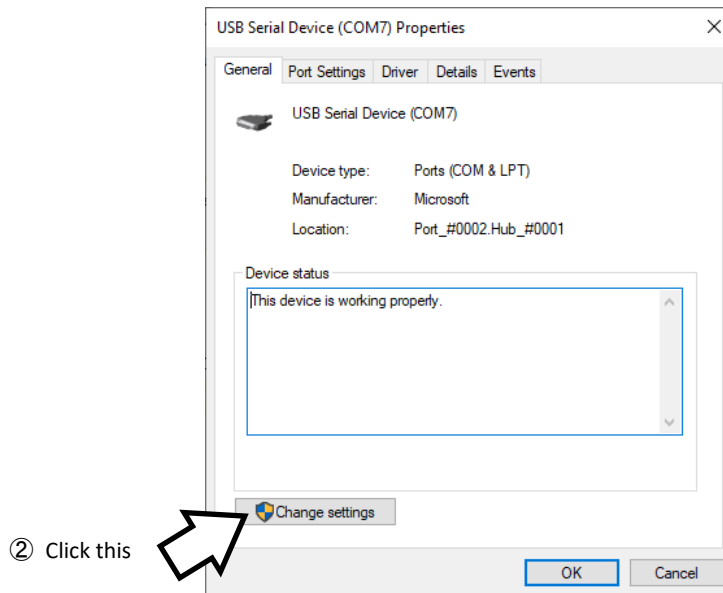 USB Serial Device (COM7) Properties
General Port Settings Driver Details Events
USB Serial Device (COM7)
Device type: Ports (COM & LPT)
Manufacturer: Microsoft
Location: Port_#0002.Hub_#0001
Device status
This device is working properly.
Change settings
② Click this
OK Cancel